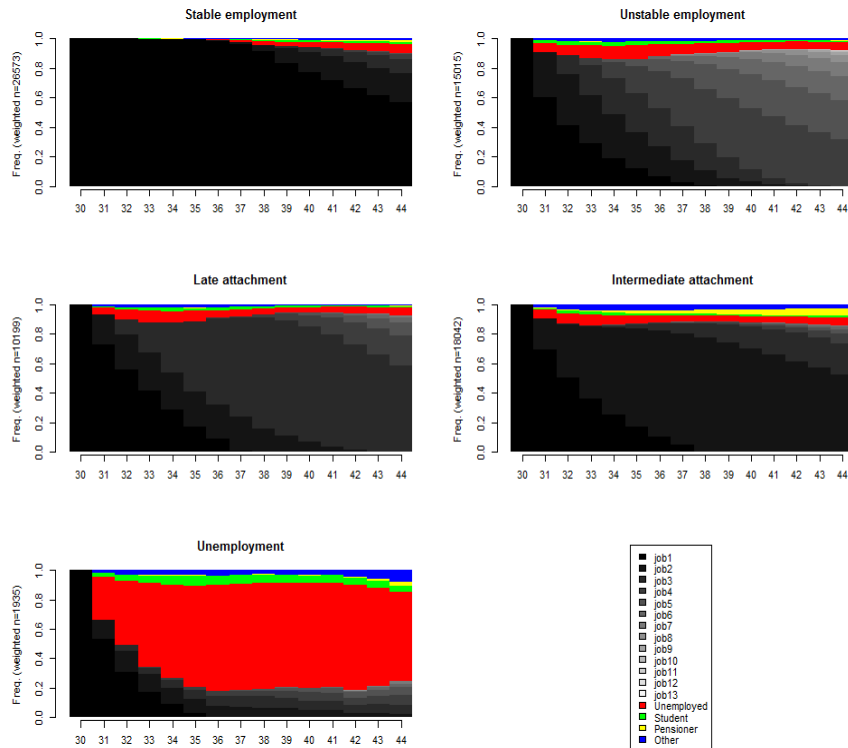 Stable employment
Freq. (weighted n=26573)
0.0 0.2 0.4 0.6 0.8 1.0
30 31 32 33 34 35 36 37 38 39 40 41 42 43 44
Unstable employment
Freq. (weighted n=15015)
0.0 0.2 0.4 0.6 0.8 1.0
30 31 32 33 34 35 36 37 38 39 40 41 42 43 44
Late attachment
Freq. (weighted n=10199)
0.0 0.2 0.4 0.6 0.8 1.0
30 31 32 33 34 35 36 37 38 39 40 41 42 43 44
Intermediate attachment
Freq. (weighted n=18042)
0.0 0.2 0.4 0.6 0.8 1.0
30 31 32 33 34 35 36 37 38 39 40 41 42 43 44
Unemployment
Freq. (weighted n=1935)
0.0 0.2 0.4 0.6 0.8 1.0
30 31 32 33 34 35 36 37 38 39 40 41 42 43 44
job1
job2
job3
job4
job5
job6
job7
job8
job9
job10
job11
job12
job13
Unemployed
Student
Pensioner
Other